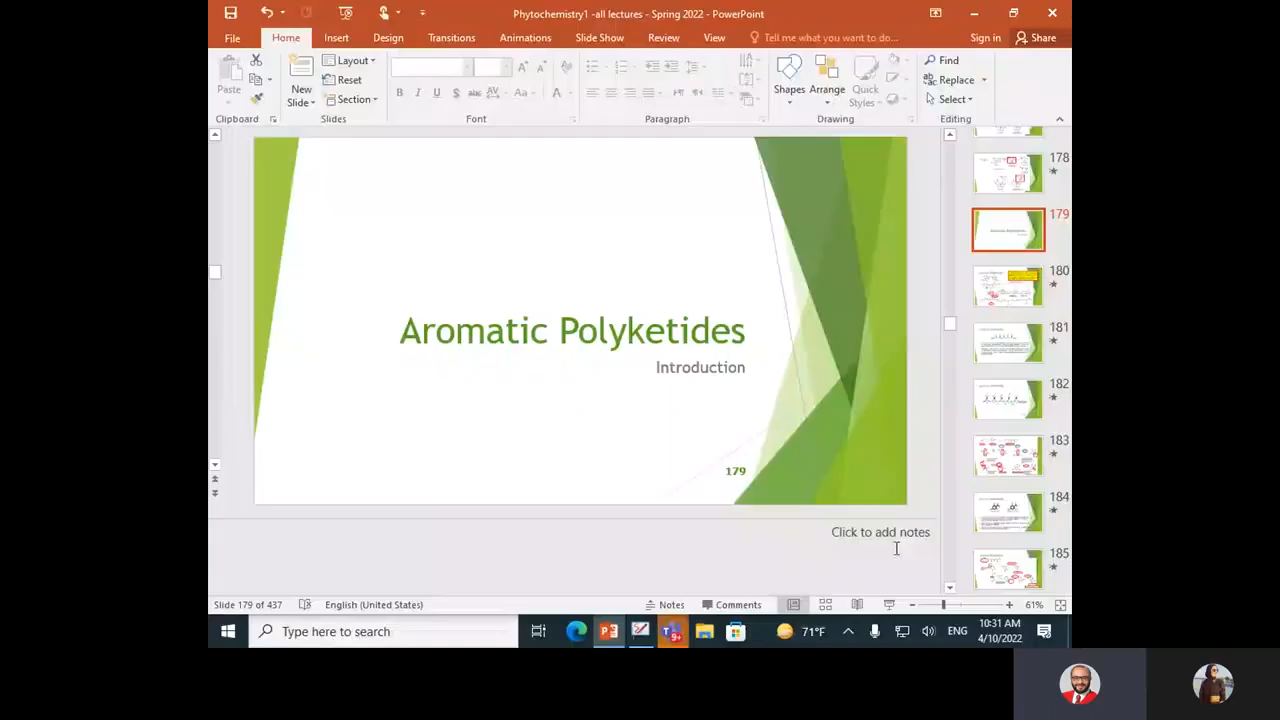 Phytochemistry1 -all lectures - Spring 2022 - PowerPoint
File Home Insert Design Transitions Animations Slide Show Review View Tell me what you want to do... Sign in Share
Paste
New Slide
Layout
Reset
Section
B I U S abc AV Aa A
Shapes
Arrange
Quick Styles
Find
Replace
Select
Clipboard Slides Font Paragraph Drawing Editing
Aromatic Polyketides
Introduction
179
178
179
180
181
182
183
184
185
Click to add notes
Slide 179 of 437 English (United States) Notes Comments 61%
Type here to search 9+ 71°F ENG 10:31 AM
4/10/2022